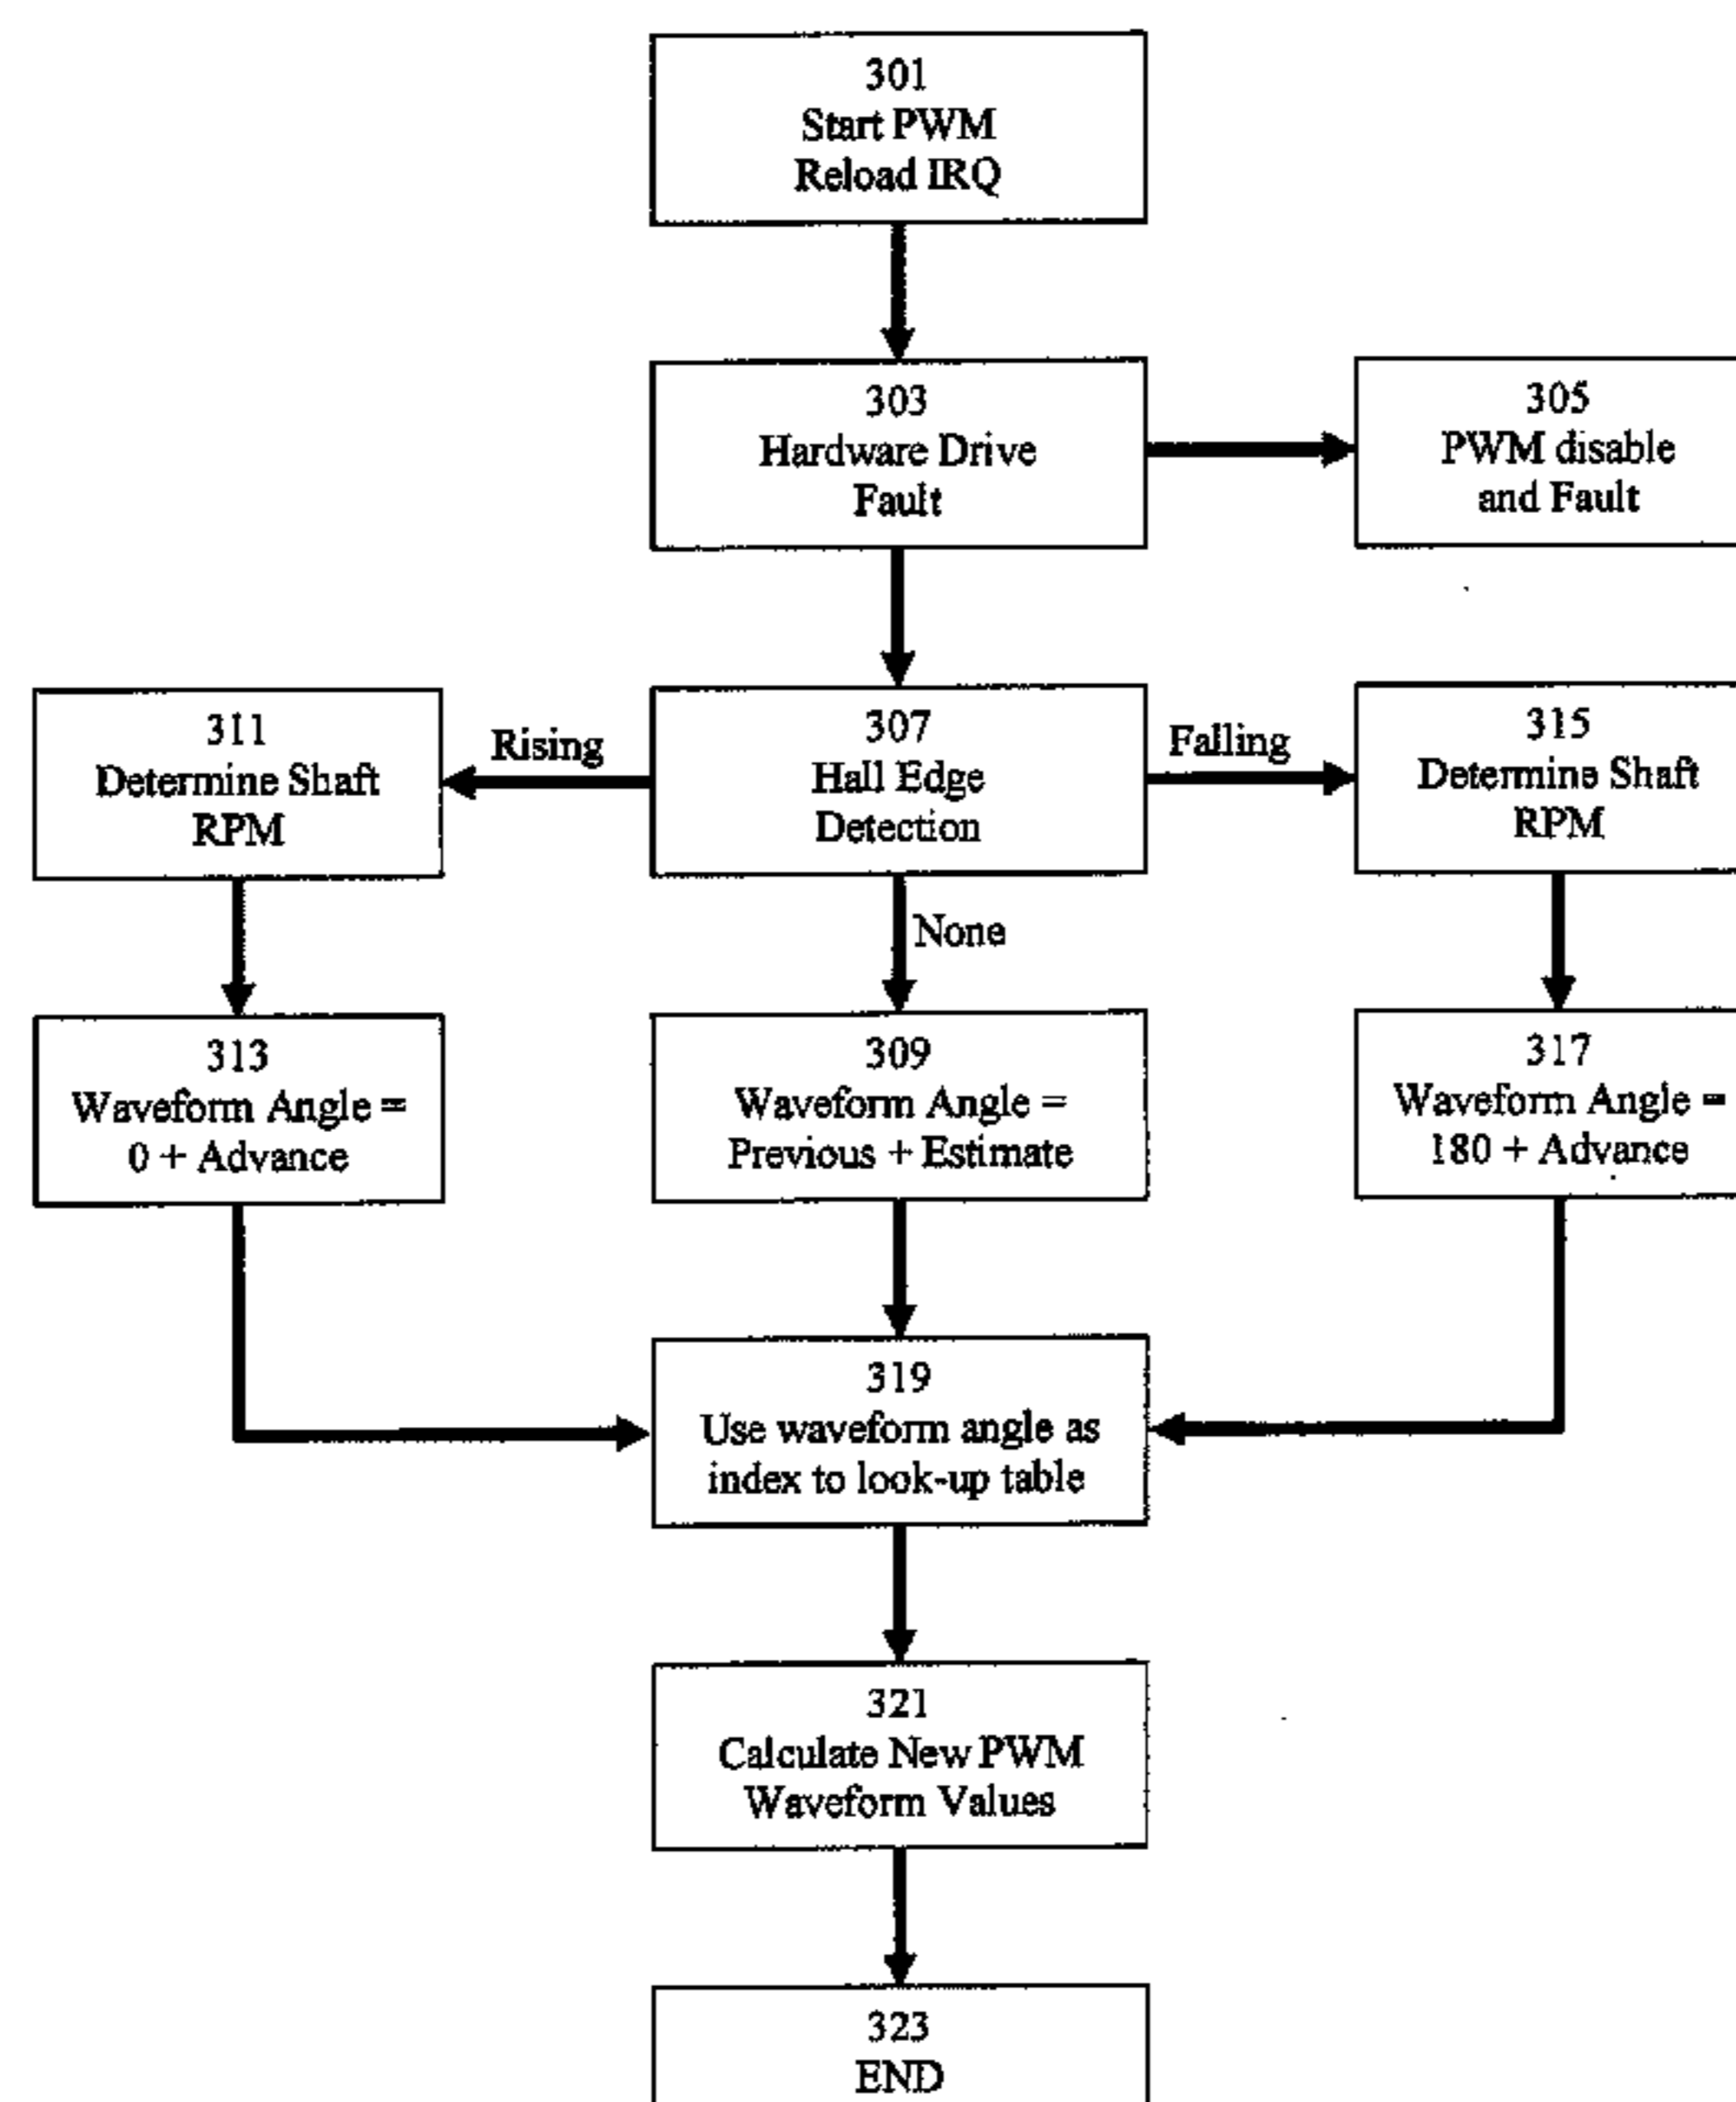 301
Start PWM
Reload IRQ
303
Hardware Drive
Fault
305
PWM disable
and Fault
307
Hall Edge
Detection
Rising
Falling
None
311
Determine Shaft
RPM
315
Determine Shaft
RPM
313
Waveform Angle =
0 + Advance
309
Waveform Angle =
Previous + Estimate
317
Waveform Angle =
180 + Advance
319
Use waveform angle as
index to look-up table
321
Calculate New PWM
Waveform Values
323
END